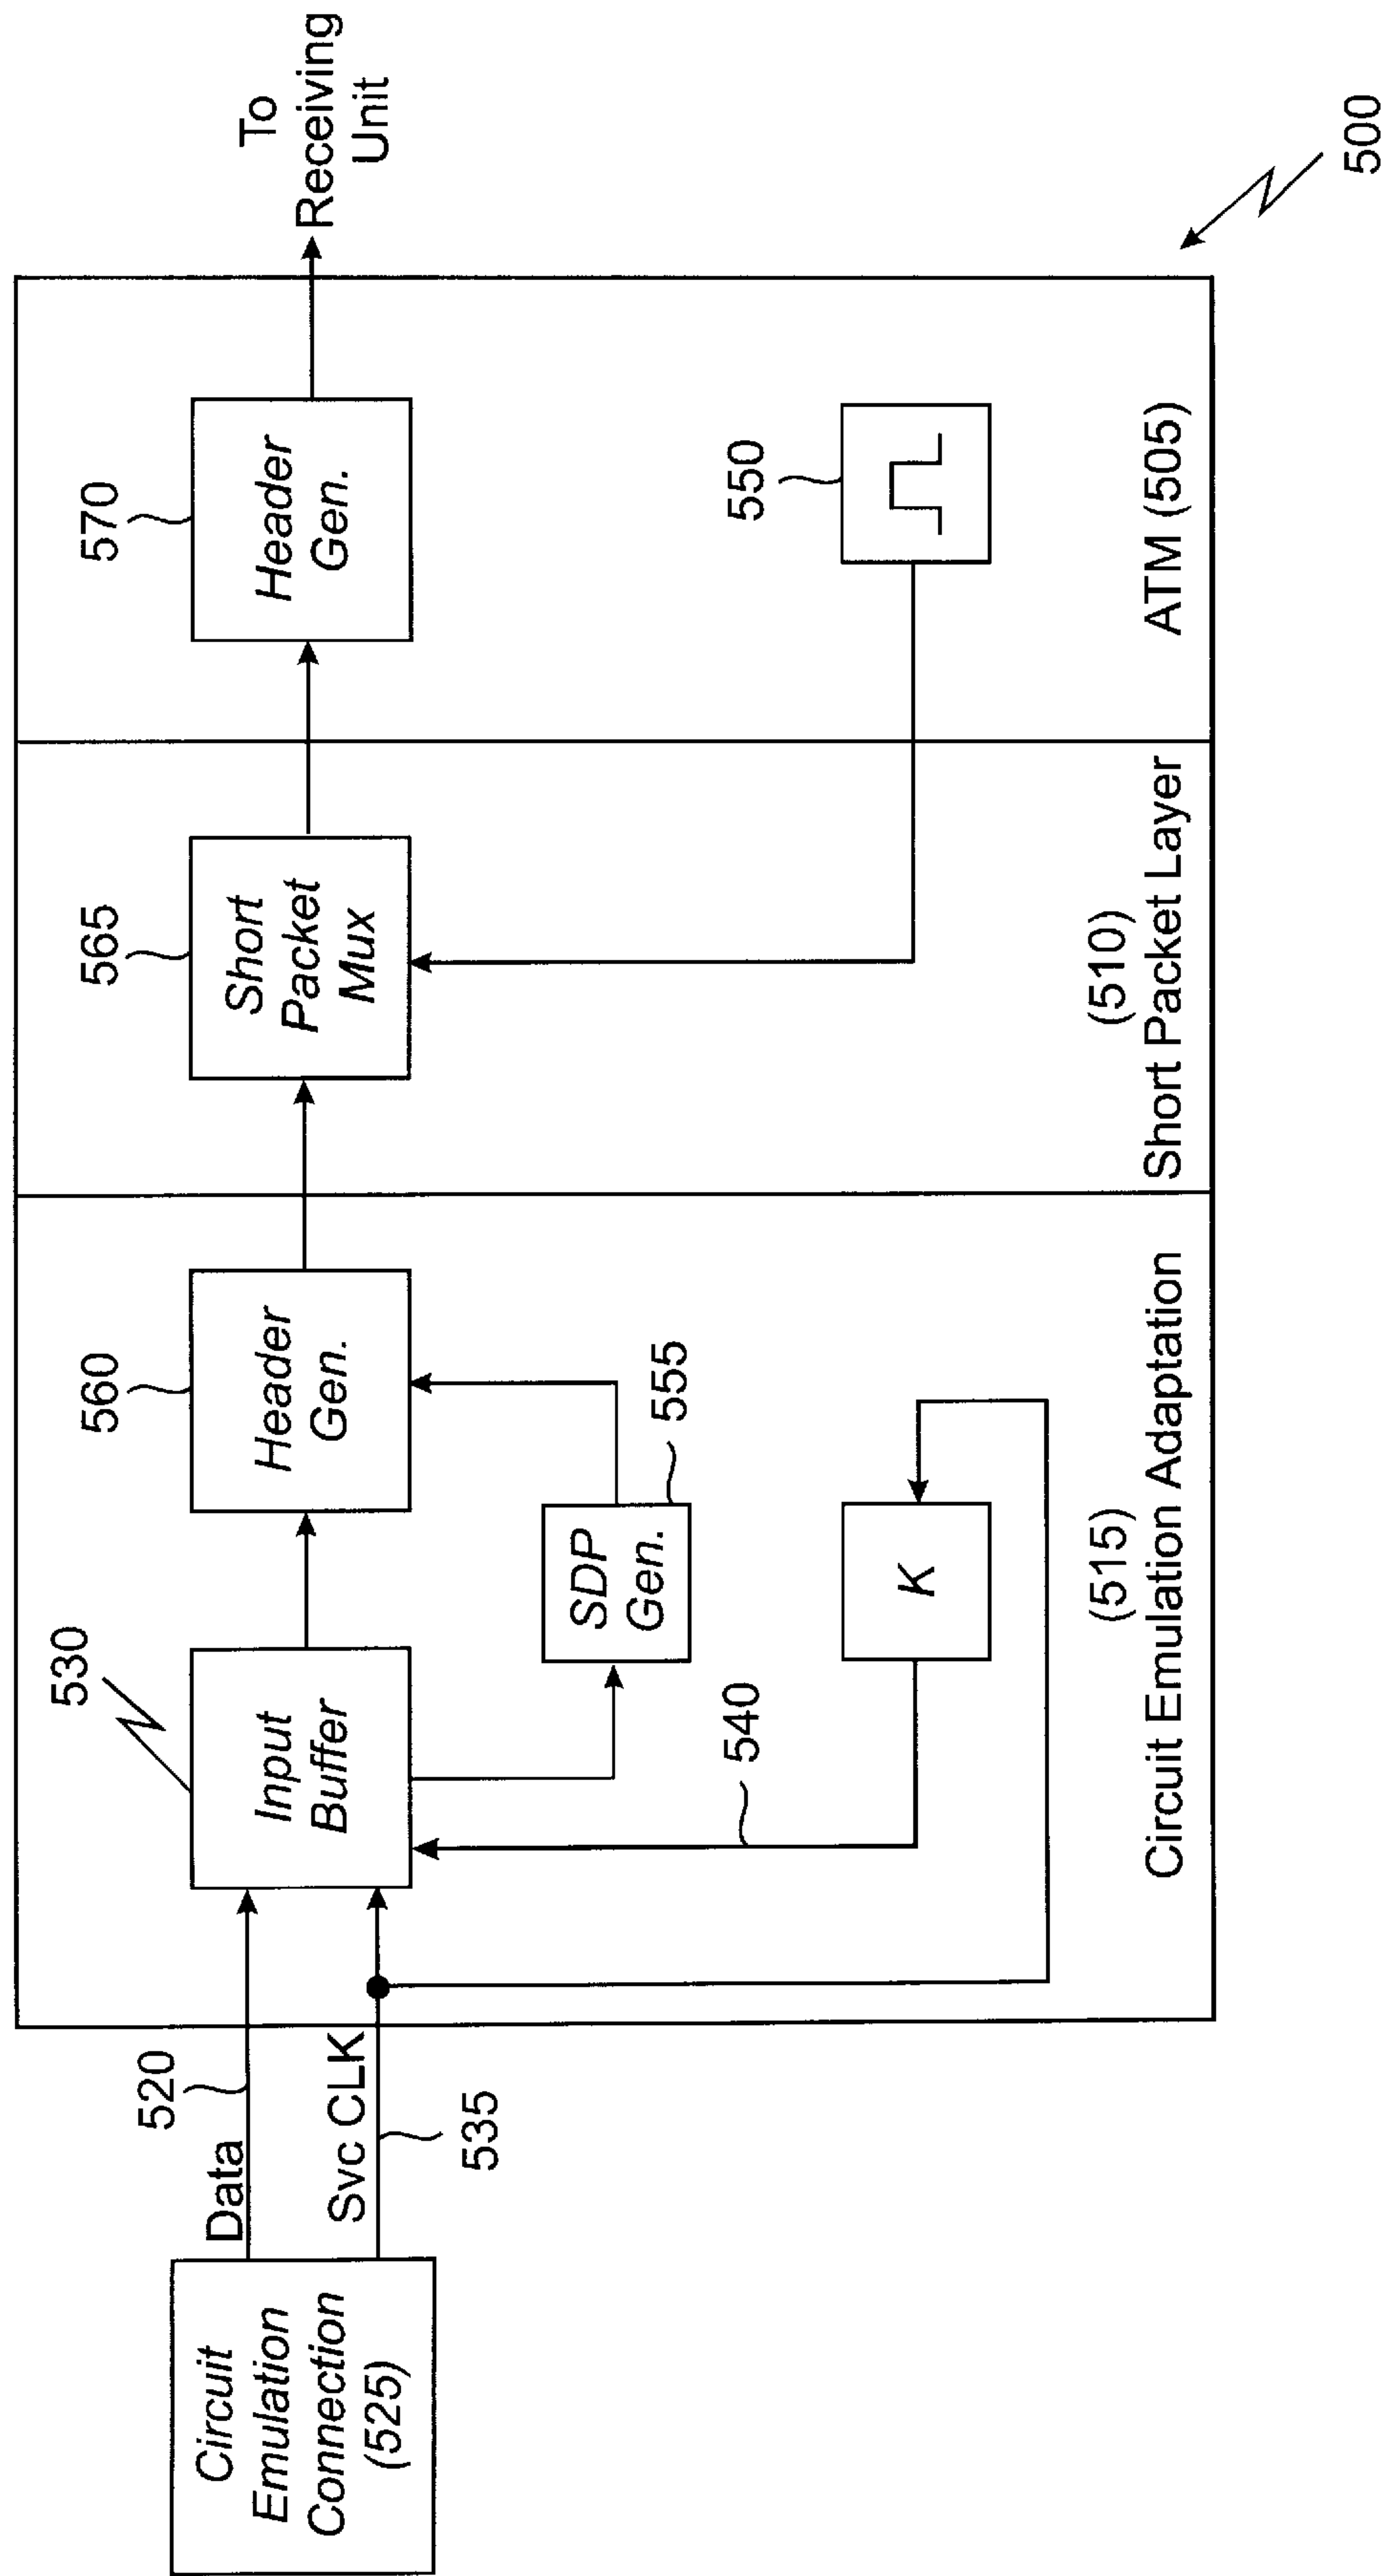 Circuit
Emulation
Connection
(525)
Data
520
Svc CLK
535
530
Input
Buffer
540
560
Header
Gen.
SDP
Gen.
555
K
(515)
Circuit Emulation Adaptation
565
Short
Packet
Mux
(510)
Short Packet Layer
570
Header
Gen.
550
ATM (505)
To
Receiving
Unit
500